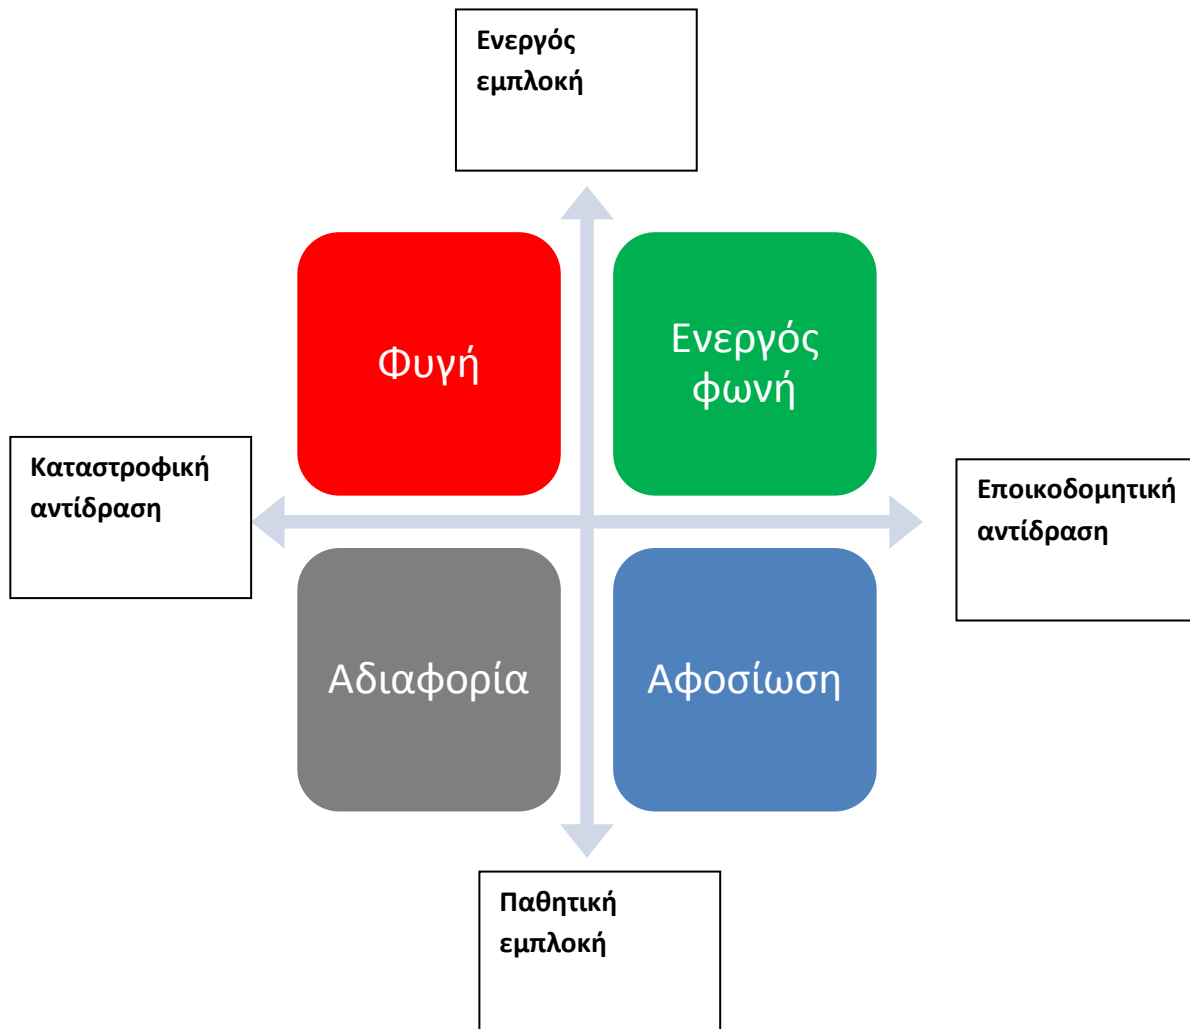 Ενεργός
εμπλοκή
Φυγή
Ενεργός
φωνή
Καταστροφική
αντίδραση
Εποικοδομητική
αντίδραση
Αδιαφορία
Αφοσίωση
Παθητική
εμπλοκή